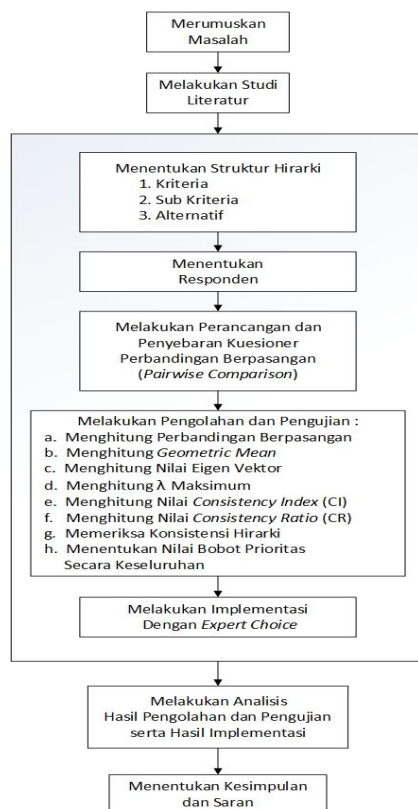 Merumuskan
Masalah
Melakukan Studi
Literatur
Menentukan Struktur Hirarki
1. Kriteria
2. Sub Kriteria
3. Alternatif
Menentukan
Responden
Melakukan Perancangan dan
Penyebaran Kuesioner
Perbandingan Berpasangan
(Pairwise Comparison)
Melakukan Pengolahan dan Pengujian :
a. Menghitung Perbandingan Berpasangan
b. Menghitung Geometric Mean
c. Menghitung Nilai Eigen Vektor
d. Menghitung λ Maksimum
e. Menghitung Nilai Consistency Index (CI)
f. Menghitung Nilai Consistency Ratio (CR)
g. Memeriksa Konsistensi Hirarki
h. Menentukan Nilai Bobot Prioritas
Secara Keseluruhan
Melakukan Implementasi
Dengan Expert Choice
Melakukan Analisis
Hasil Pengolahan dan Pengujian
serta Hasil Implementasi
Menentukan Kesimpulan
dan Saran